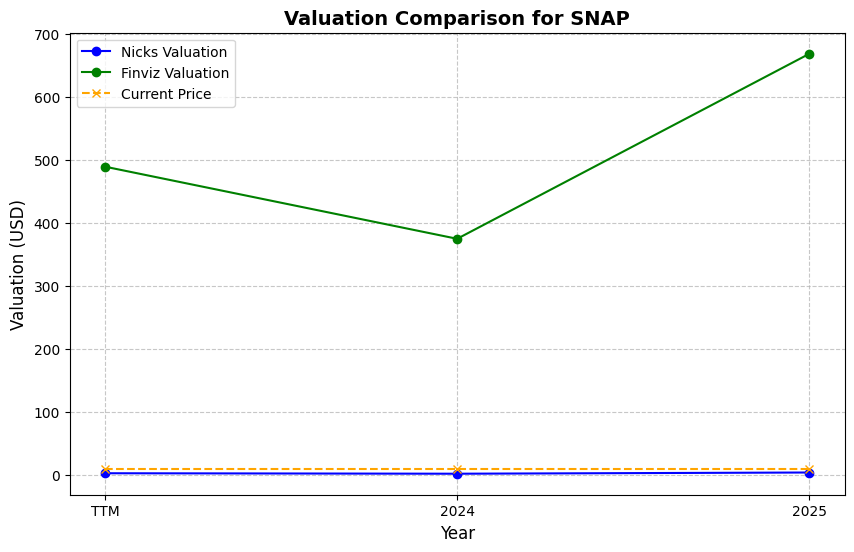 Valuation Comparison for SNAP
Nicks Valuation
Finviz Valuation
Current Price
Valuation (USD)
700
600
500
400
300
200
100
0
TTM 2024 2025
Year